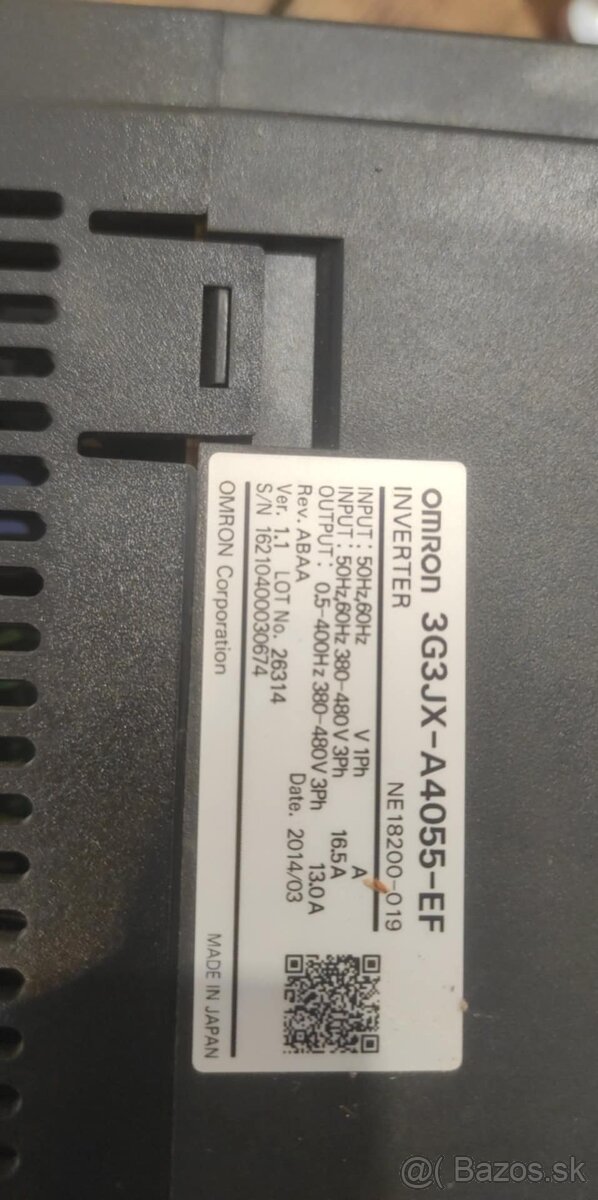 omron 3G3JX-A4055-EF
INVERTER NE18200-019
INPUT : 50Hz,60Hz V 1Ph A
INPUT : 50Hz,60Hz 380-480V 3Ph 16.5A
OUTPUT : 0.5-400Hz 380-480V 3Ph 13.0A
Rev. ABAA Date. 2014/03
Ver. 1.1 LOT No. 26314
S/N 16210400030674
OMRON Corporation MADE IN JAPAN
@( Bazos.sk